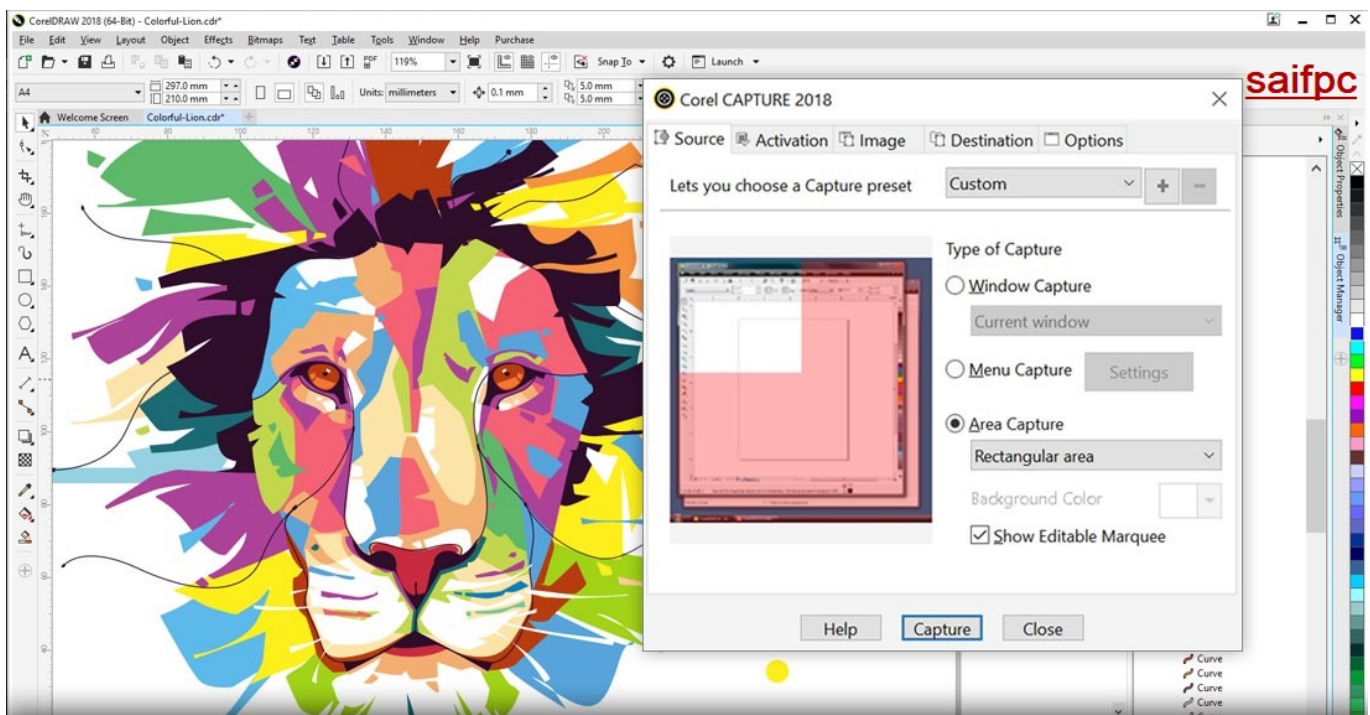 CorelDRAW 2018 (64-Bit) - Colorful-Lion.cdr*
File Edit View Layout Object Effects Bitmaps Text Table Tools Window Help Purchase
PDF 119% Snap To Launch
saifpc
A4 297.0 mm 210.0 mm Units: millimeters 0.1 mm 5.0 mm 5.0 mm
Welcome Screen Colorful-Lion.cdr*
Corel CAPTURE 2018
Source Activation Image Destination Options
Lets you choose a Capture preset Custom
Type of Capture
Window Capture
Current window
Menu Capture Settings
Area Capture
Rectangular area
Background Color
Show Editable Marquee
Help Capture Close
Object Properties
Object Manager
Curve
Curve
Curve
Curve